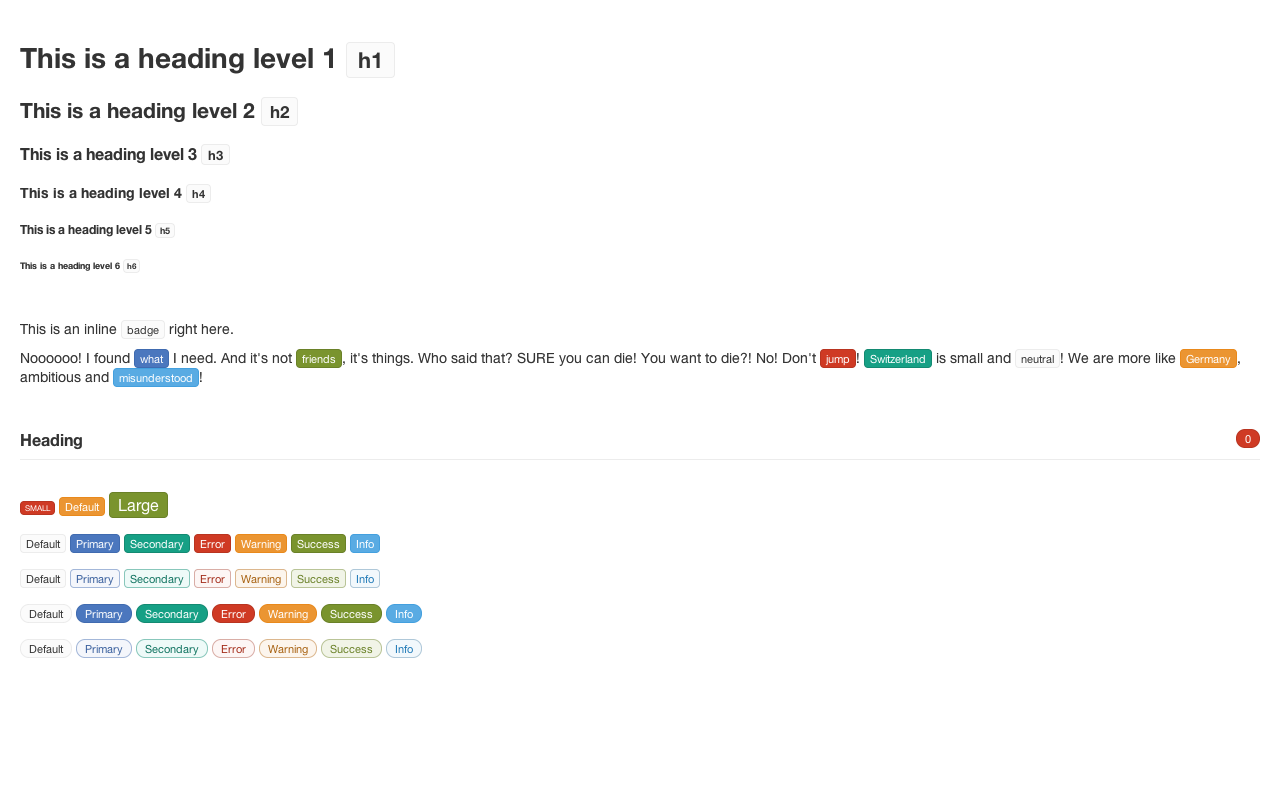 This is a heading level 1 h1
This is a heading level 2 h2
This is a heading level 3 h3
This is a heading level 4 h4
This is a heading level 5 h5
This is a heading level 6 h6
This is an inline badge right here.
Noooooo! I found what I need. And it's not friends, it's things. Who said that? SURE you can die! You want to die?! No! Don't jump! Switzerland is small and neutral! We are more like Germany,
ambitious and misunderstood!
Heading 0
SMALL Default Large
Default Primary Secondary Error Warning Success Info
Default Primary Secondary Error Warning Success Info
Default Primary Secondary Error Warning Success Info
Default Primary Secondary Error Warning Success Info